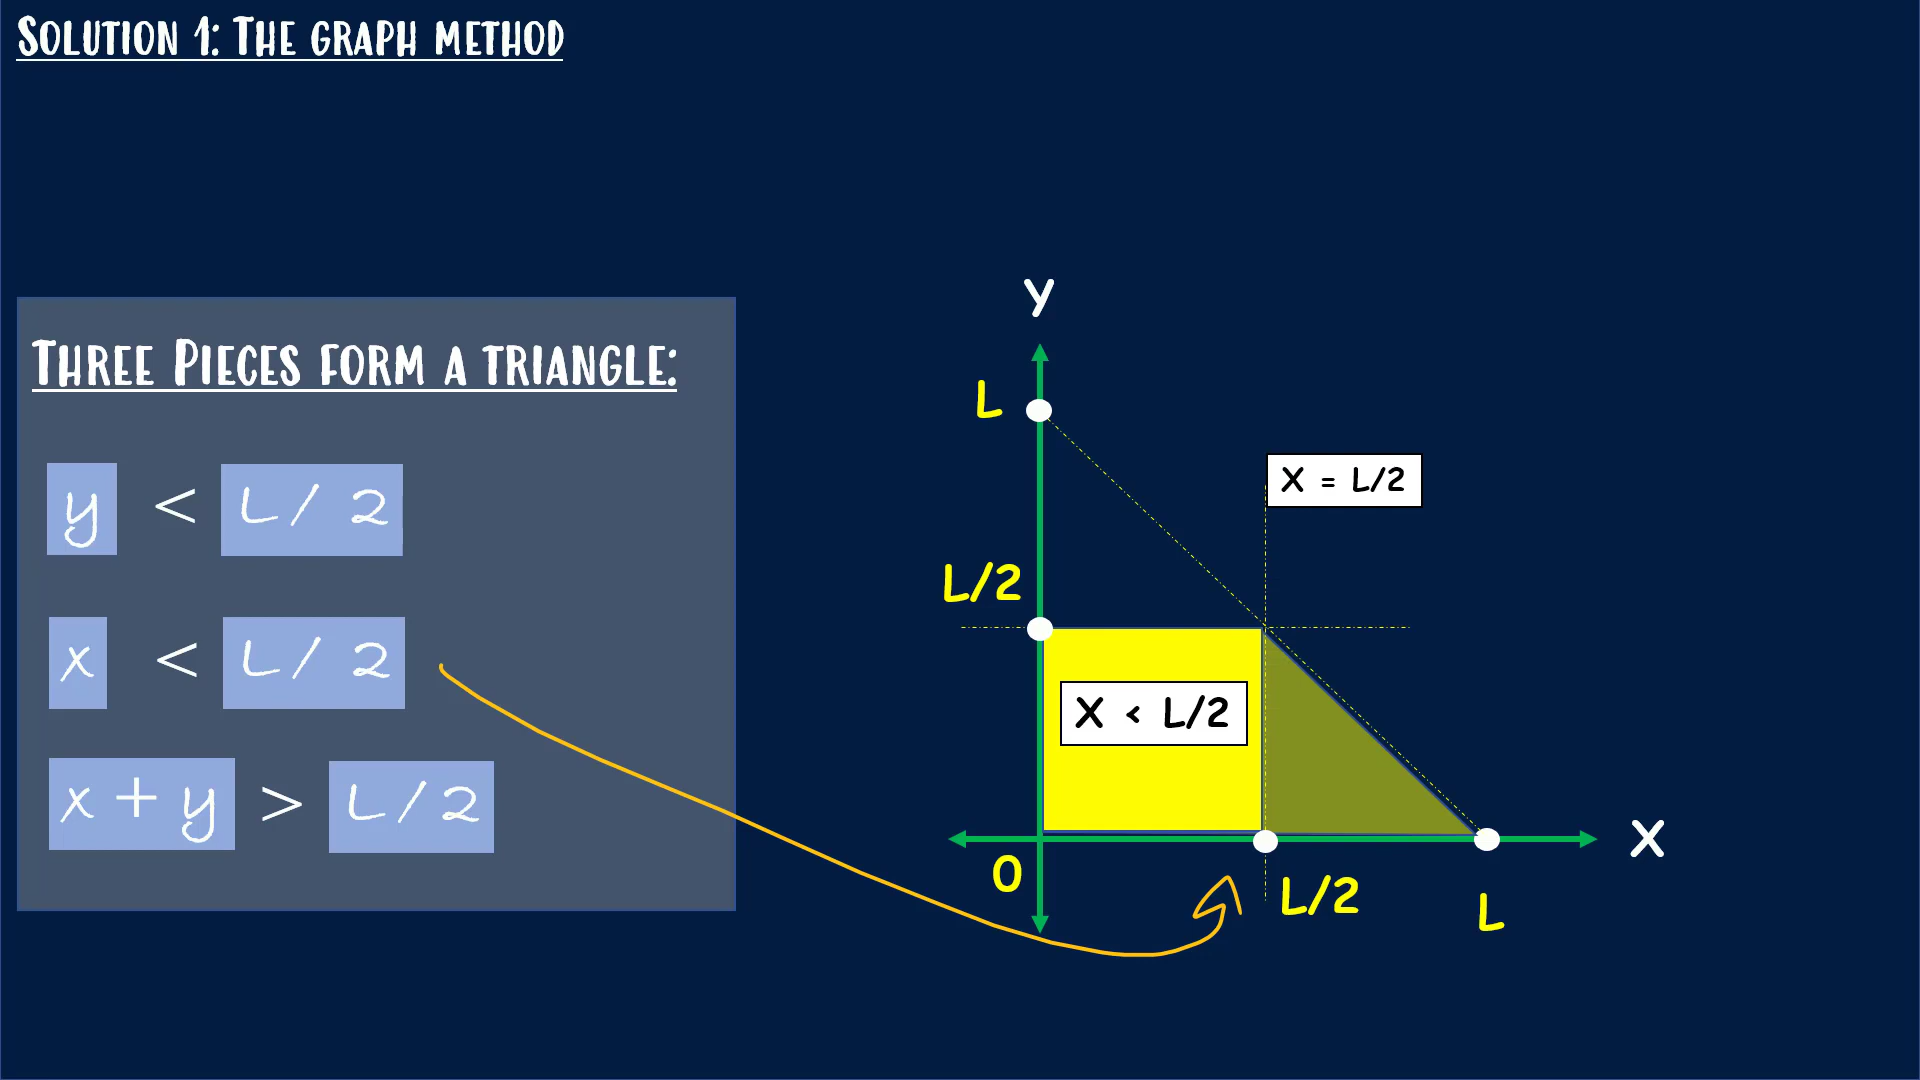 SOLUTION 1: THE GRAPH METHOD
THREE PIECES FORM A TRIANGLE:
y < L/2
x < L/2
x + y > L/2
y
L
X = L/2
L/2
X < L/2
X
0
L/2
L